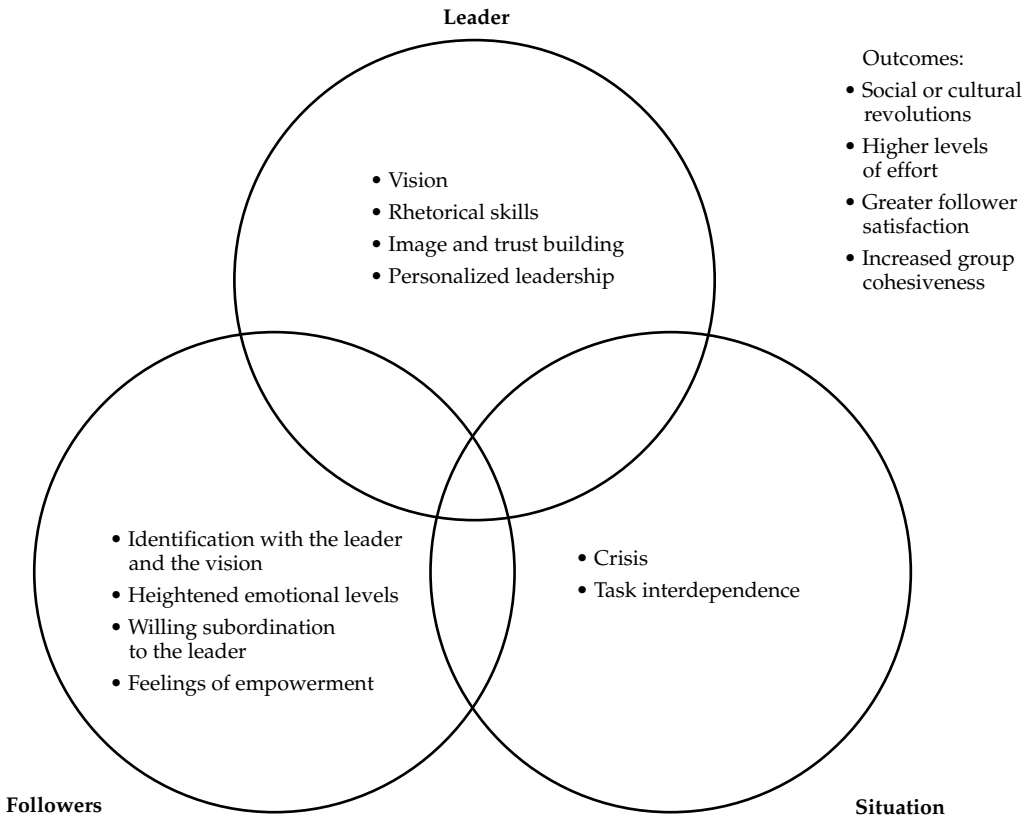 Leader
Outcomes:
• Social or cultural
revolutions
• Higher levels
of effort
• Greater follower
satisfaction
• Increased group
cohesiveness
• Vision
• Rhetorical skills
• Image and trust building
• Personalized leadership
• Identification with the leader
and the vision
• Heightened emotional levels
• Willing subordination
to the leader
• Feelings of empowerment
• Crisis
• Task interdependence
Followers
Situation